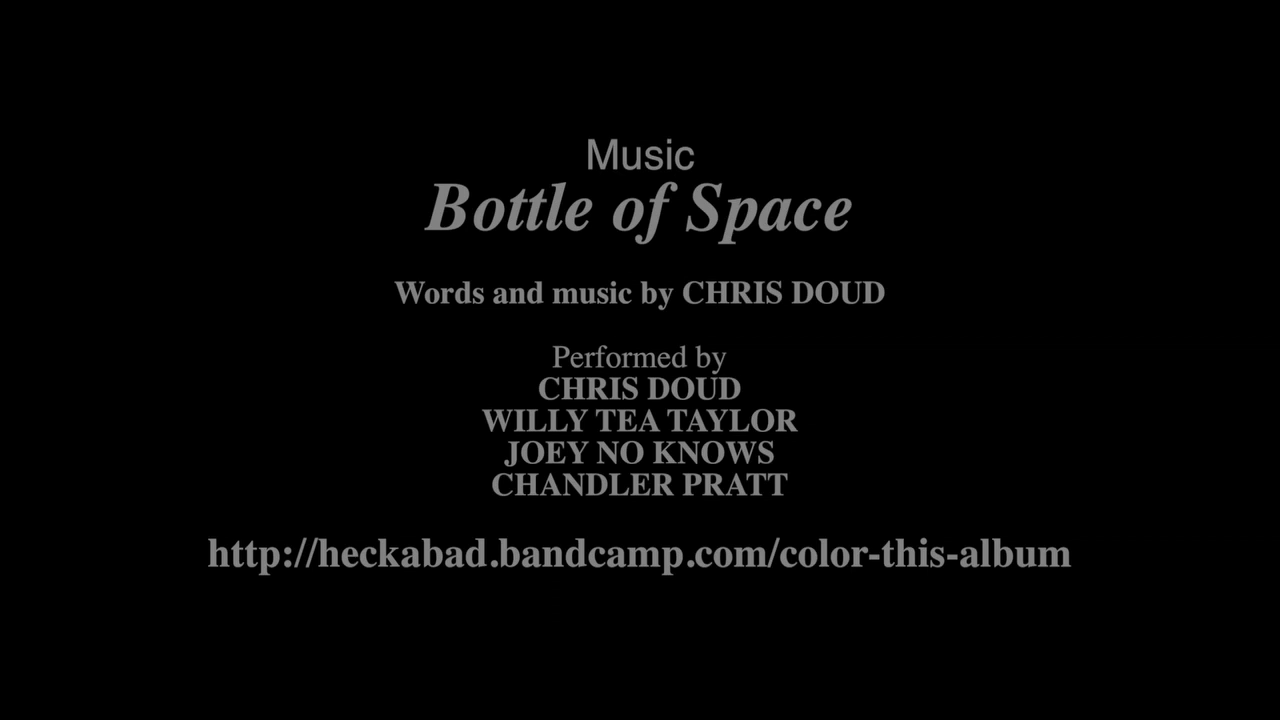 Music
Bottle of Space
Words and music by CHRIS DOUD
Performed by
CHRIS DOUD
WILLY TEA TAYLOR
JOEY NO KNOWS
CHANDLER PRATT
http://heckabad.bandcamp.com/color-this-album